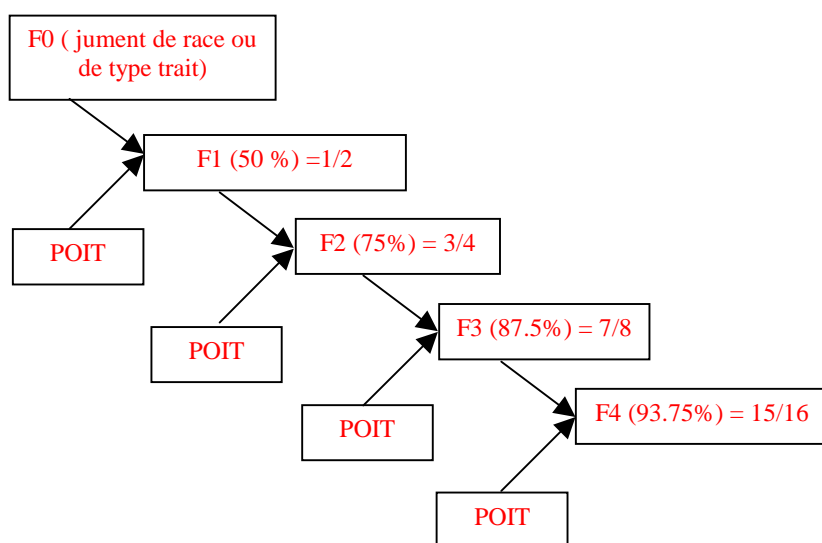 F0 ( jument de race ou
de type trait)
F1 (50 %) =1/2
POIT
F2 (75%) = 3/4
POIT
F3 (87.5%) = 7/8
POIT
F4 (93.75%) = 15/16
POIT